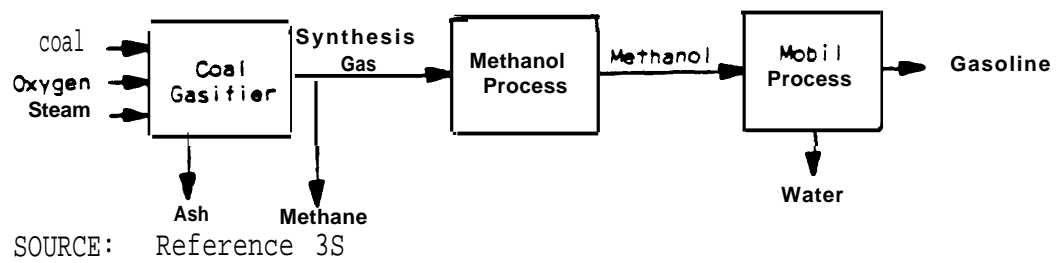 coal
Oxygen
Steam
Coal
Gasifier
Synthesis
Gas
Methanol
Process
Methanol
Mobil
Process
Gasoline
Ash
Methane
Water
SOURCE: Reference 3S